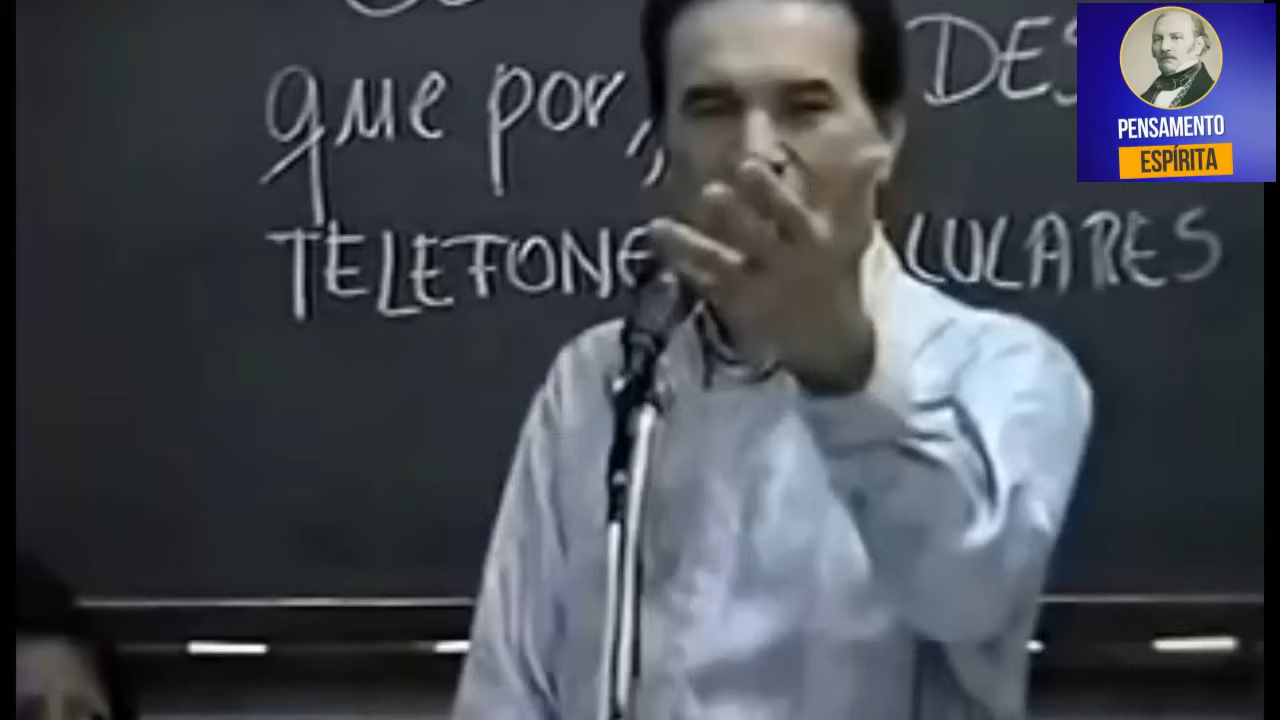 DES
que por,
TELEFONE LULARES
PENSAMENTO
ESPÍRITA